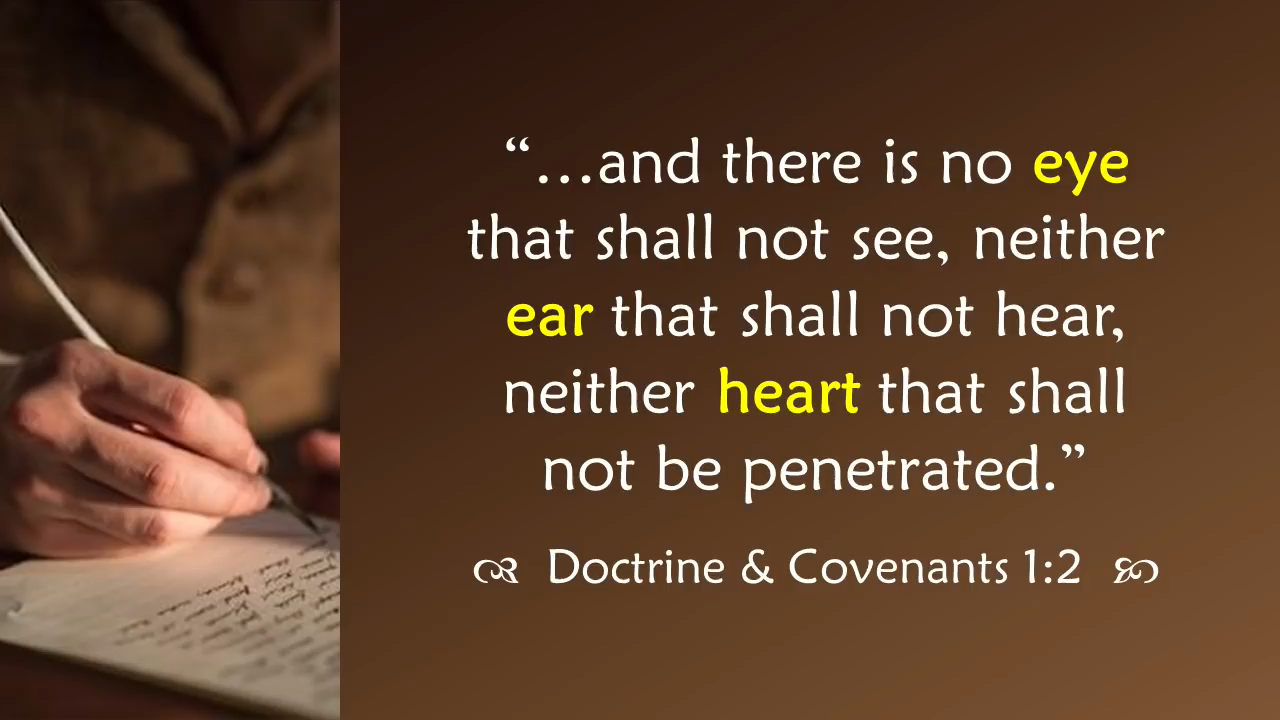 “…and there is no eye
that shall not see, neither
ear that shall not hear,
neither heart that shall
not be penetrated.”
Doctrine & Covenants 1:2